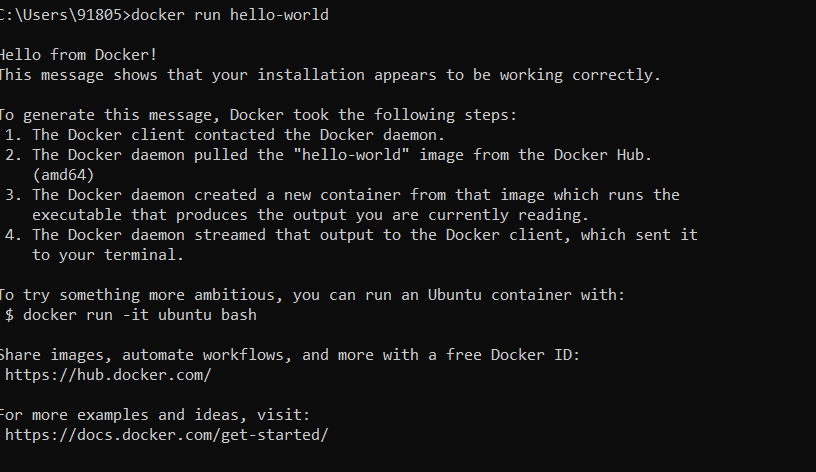 C:\Users\91805>docker run hello-world
Hello from Docker!
This message shows that your installation appears to be working correctly.
To generate this message, Docker took the following steps:
1. The Docker client contacted the Docker daemon.
2. The Docker daemon pulled the "hello-world" image from the Docker Hub.
(amd64)
3. The Docker daemon created a new container from that image which runs the
executable that produces the output you are currently reading.
4. The Docker daemon streamed that output to the Docker client, which sent it
to your terminal.
To try something more ambitious, you can run an Ubuntu container with:
$ docker run -it ubuntu bash
Share images, automate workflows, and more with a free Docker ID:
https://hub.docker.com/
For more examples and ideas, visit:
https://docs.docker.com/get-started/